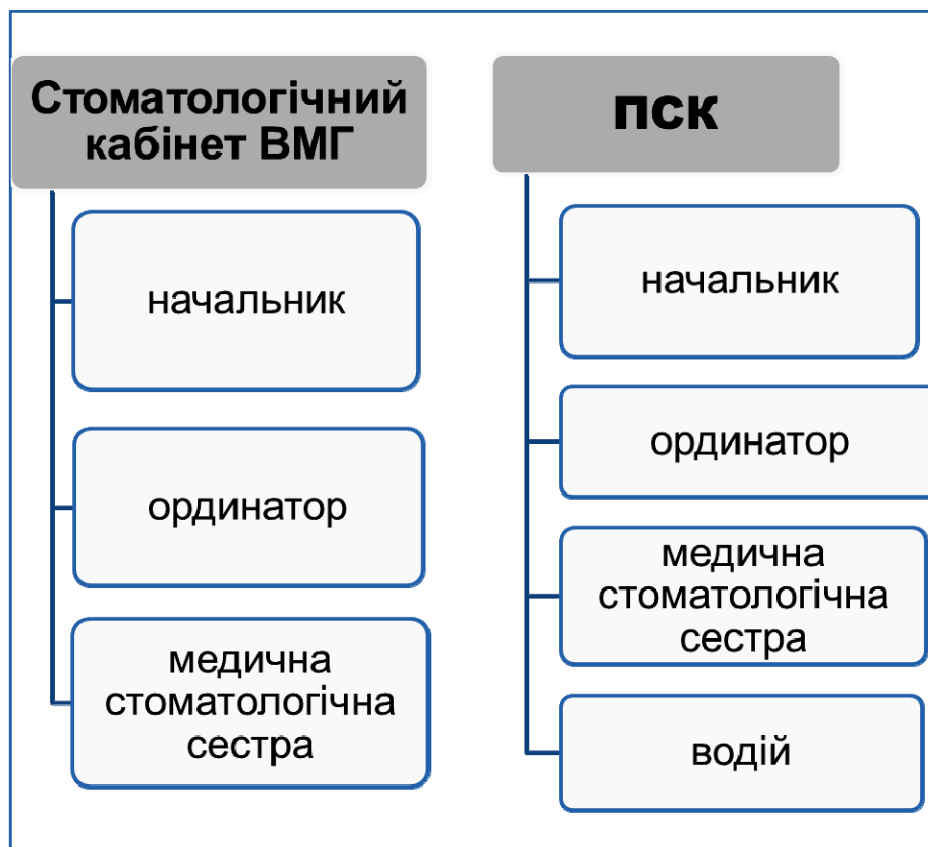 Стоматологічний
кабінет ВМГ
начальник
ординатор
медична
стоматологічна
сестра
пск
начальник
ординатор
медична
стоматологічна
сестра
водій